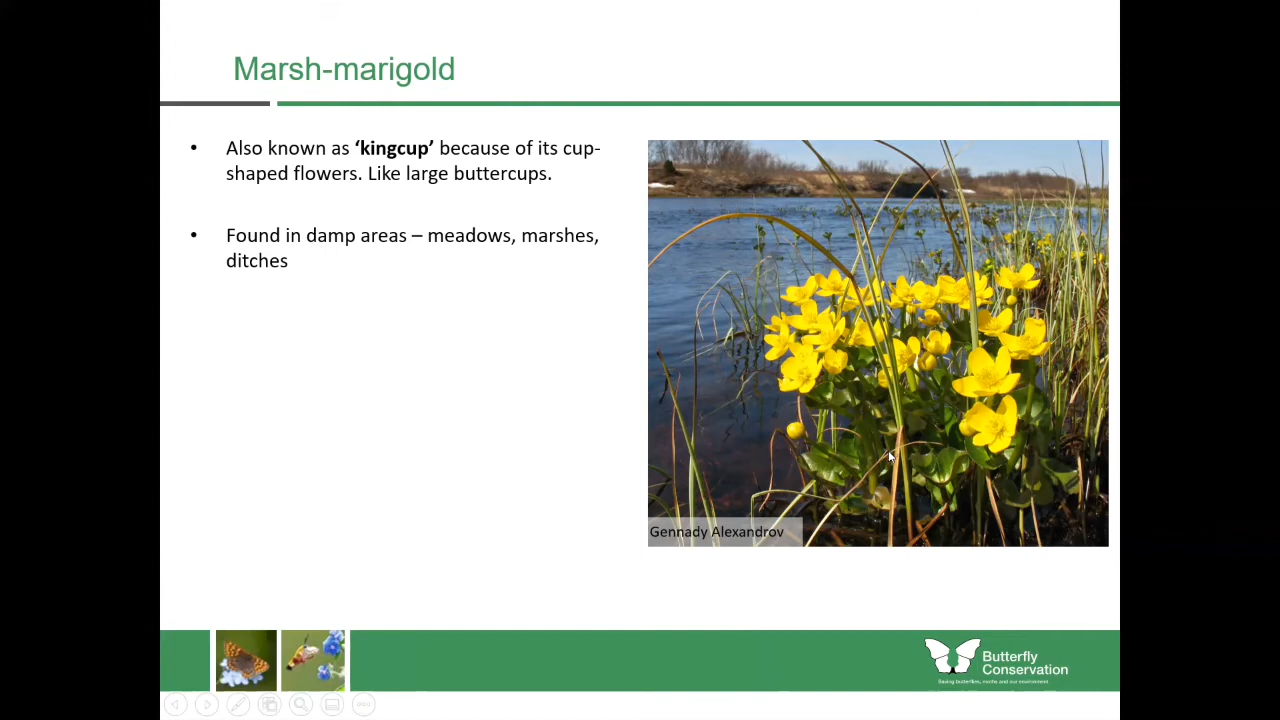 Marsh-marigold
• Also known as ‘kingcup’ because of its cup-
shaped flowers. Like large buttercups.
• Found in damp areas – meadows, marshes,
ditches
Gennady Alexandrov
Butterfly
Conservation
Saving butterflies, moths and our environment